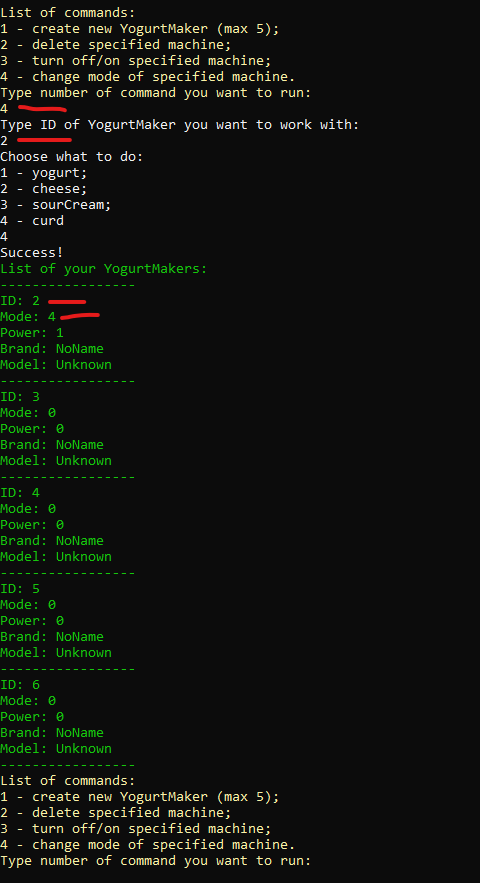 List of commands:
1 - create new YogurtMaker (max 5);
2 - delete specified machine;
3 - turn off/on specified machine;
4 - change mode of specified machine.
Type number of command you want to run:
4
Type ID of YogurtMaker you want to work with:
2
Choose what to do:
1 - yogurt;
2 - cheese;
3 - sourCream;
4 - curd
4
Success!
List of your YogurtMakers:
-----------------
ID: 2
Mode: 4
Power: 1
Brand: NoName
Model: Unknown
-----------------
ID: 3
Mode: 0
Power: 0
Brand: NoName
Model: Unknown
-----------------
ID: 4
Mode: 0
Power: 0
Brand: NoName
Model: Unknown
-----------------
ID: 5
Mode: 0
Power: 0
Brand: NoName
Model: Unknown
-----------------
ID: 6
Mode: 0
Power: 0
Brand: NoName
Model: Unknown
-----------------
List of commands:
1 - create new YogurtMaker (max 5);
2 - delete specified machine;
3 - turn off/on specified machine;
4 - change mode of specified machine.
Type number of command you want to run: